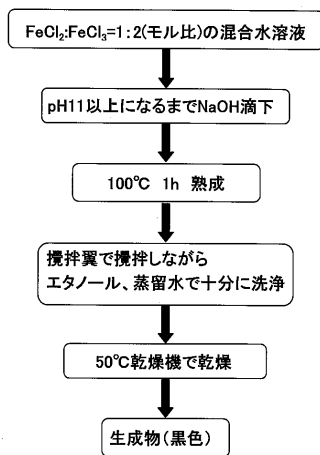 FeCl₂:FeCl₃=1:2(モル比)の混合水溶液
pH11以上になるまでNaOH滴下
100℃ 1h 熟成
攪拌翼で攪拌しながら
エタノール、蒸留水で十分に洗浄
50℃乾燥機で乾燥
生成物(黒色)